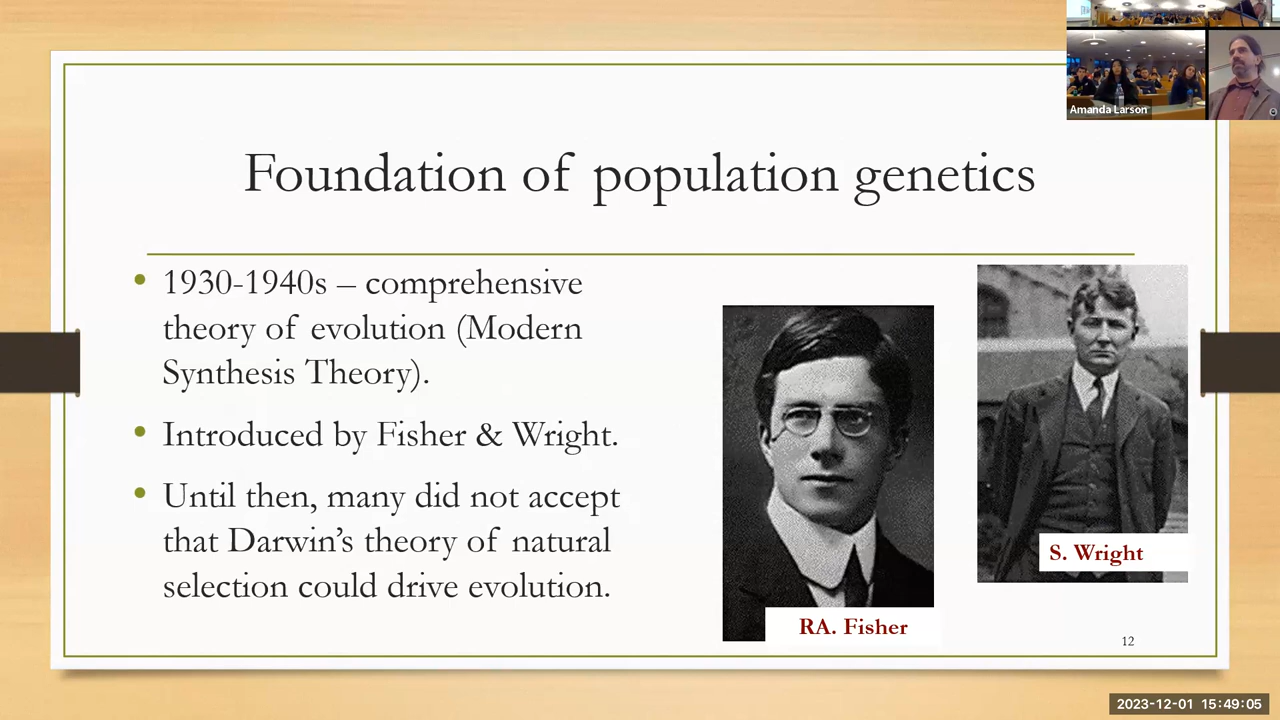 Amanda Larson
Foundation of population genetics
• 1930-1940s – comprehensive
theory of evolution (Modern
Synthesis Theory).
• Introduced by Fisher & Wright.
• Until then, many did not accept
that Darwin’s theory of natural
selection could drive evolution.
S. Wright
RA. Fisher
12
2023-12-01 15:49:05